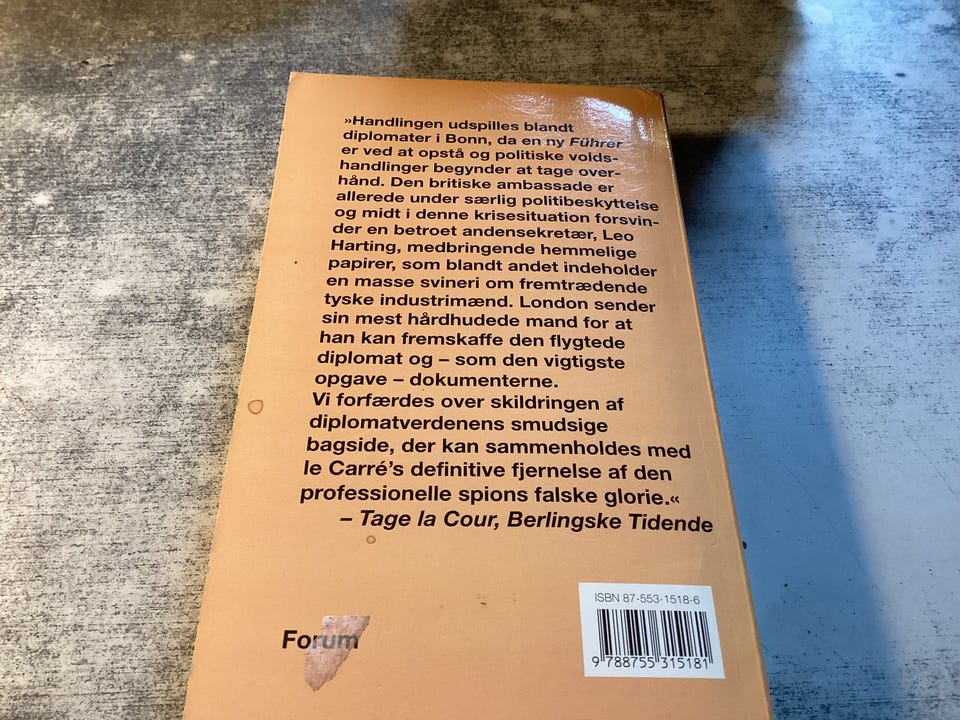 »Handlingen udspilles blandt
diplomater i Bonn, da en ny Führer
er ved at opstå og politiske volds-
handlinger begynder at tage over-
hånd. Den britiske ambassade er
allerede under særlig politibeskyttelse
og midt i denne krisesituation forsvin-
der en betroet andensekretær, Leo
Harting, medbringende hemmelige
papirer, som blandt andet indeholder
en masse svineri om fremtrædende
tyske industrimænd. London sender
sin mest hårdhudede mand for at
han kan fremskaffe den flygtede
diplomat og – som den vigtigste
opgave – dokumenterne.
Vi forfærdes over skildringen af
diplomatverdenens smudsige
bagside, der kan sammenholdes med
le Carré's definitive fjernelse af den
professionelle spions falske glorie.«
– Tage la Cour, Berlingske Tidende
ISBN 87-553-1518-6
9 788755 315181
Forum